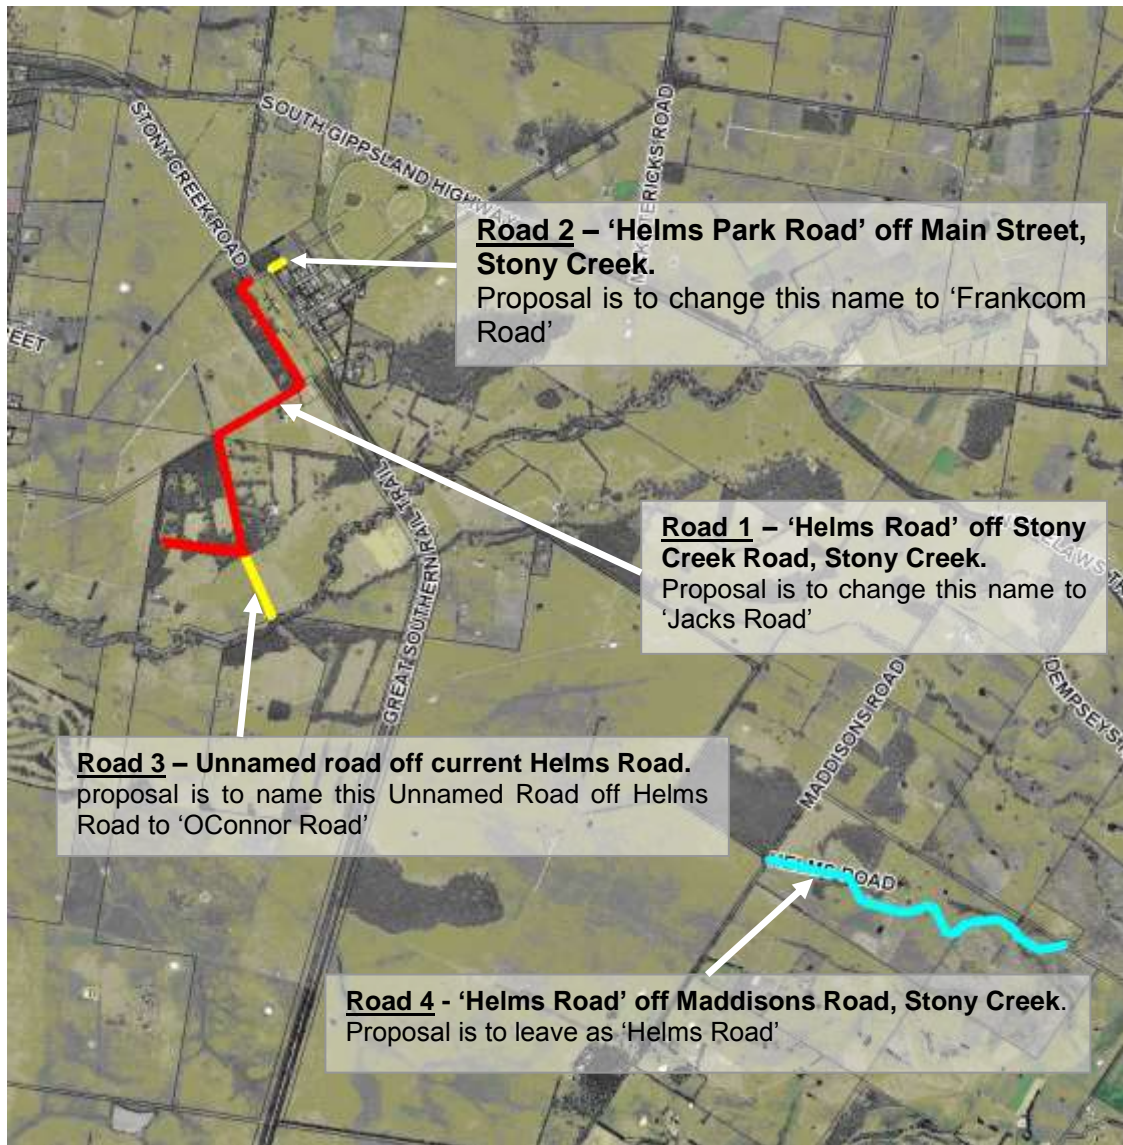 STONY CREEK ROAD
SOUTH GIPPSLAND HIGHWAY
Road 2 – ‘Helms Park Road’ off Main Street,
Stony Creek.
Proposal is to change this name to ‘Frankcom
Road’
Road 1 – ‘Helms Road’ off Stony
Creek Road, Stony Creek.
Proposal is to change this name to
‘Jacks Road’
GREAT SOUTHERN RAIL TRAIL
MADDISONS ROAD
DEMPSEYS
Road 3 – Unnamed road off current Helms Road.
proposal is to name this Unnamed Road off Helms
Road to ‘OConnor Road’
HELMS ROAD
Road 4 - ‘Helms Road’ off Maddisons Road, Stony Creek.
Proposal is to leave as ‘Helms Road’